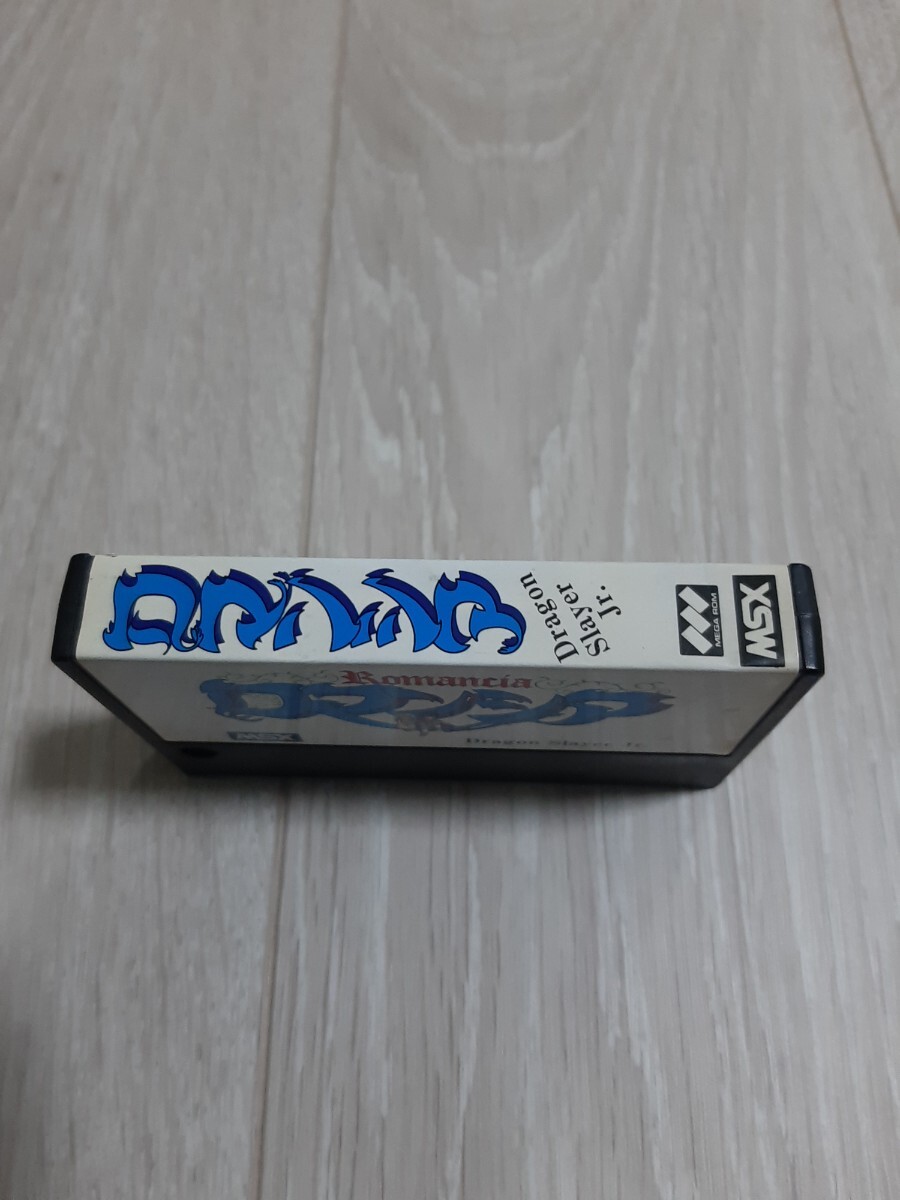 ロマンシア
Dragon
Slayer
Jr.
MEGA ROM
MSX
Romancia
ロマンシア
MSX
Dragon Slayer Jr.